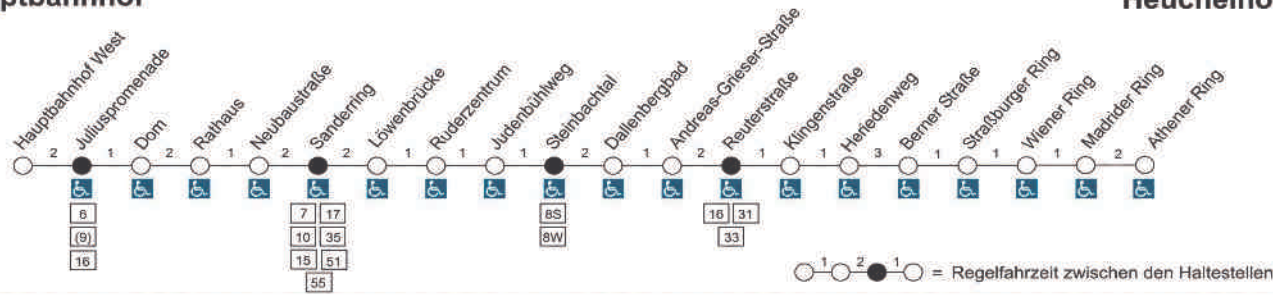 Hauptbahnhof West
Juliuspromenade
Dom
Rathaus
Neubaustraße
Sanderring
Löwenbrücke
Ruderzentrum
Judenbühlweg
Steinbachtal
Dallenbergbad
Andreas-Grieser-Straße
Reuterstraße
Klingenstraße
Heriedenweg
Berner Straße
Straßburger Ring
Wiener Ring
Madrider Ring
Athener Ring
2 1 2 1 2 2 1 1 1 2 1 2 1 1 3 1 1 1 2
6
(9)
16
7 17
10 35
15 51
55
8S
8W
16 31
33
1 2 1 = Regelfahrzeit zwischen den Haltestellen